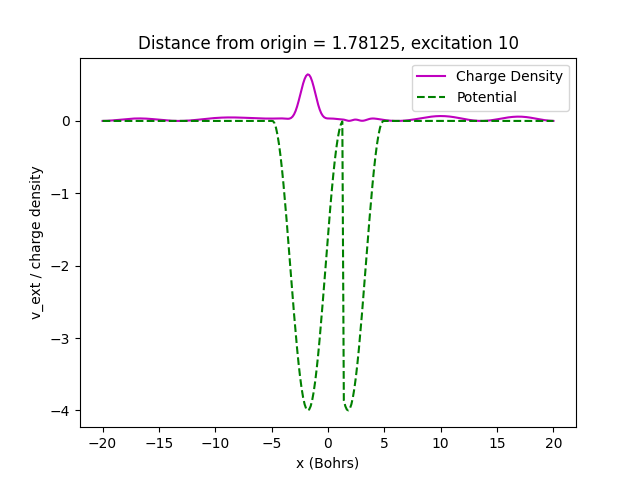 Distance from origin = 1.78125, excitation 10
Charge Density
Potential
v_ext / charge density
0
−1
−2
−3
−4
−20
−15
−10
−5
0
5
10
15
20
x (Bohrs)